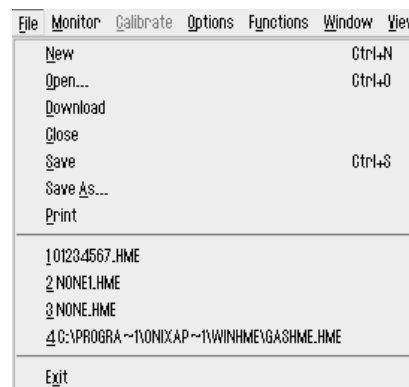 File Monitor Calibrate Options Functions Window View
New Ctrl+N
Open... Ctrl+O
Download
Close
Save Ctrl+S
Save As...
Print
1 01234567.HME
2 NONE1.HME
3 NONE.HME
4 C:\PROGRA~1\ONIXAP~1\WINHME\GASHME.HME
Exit